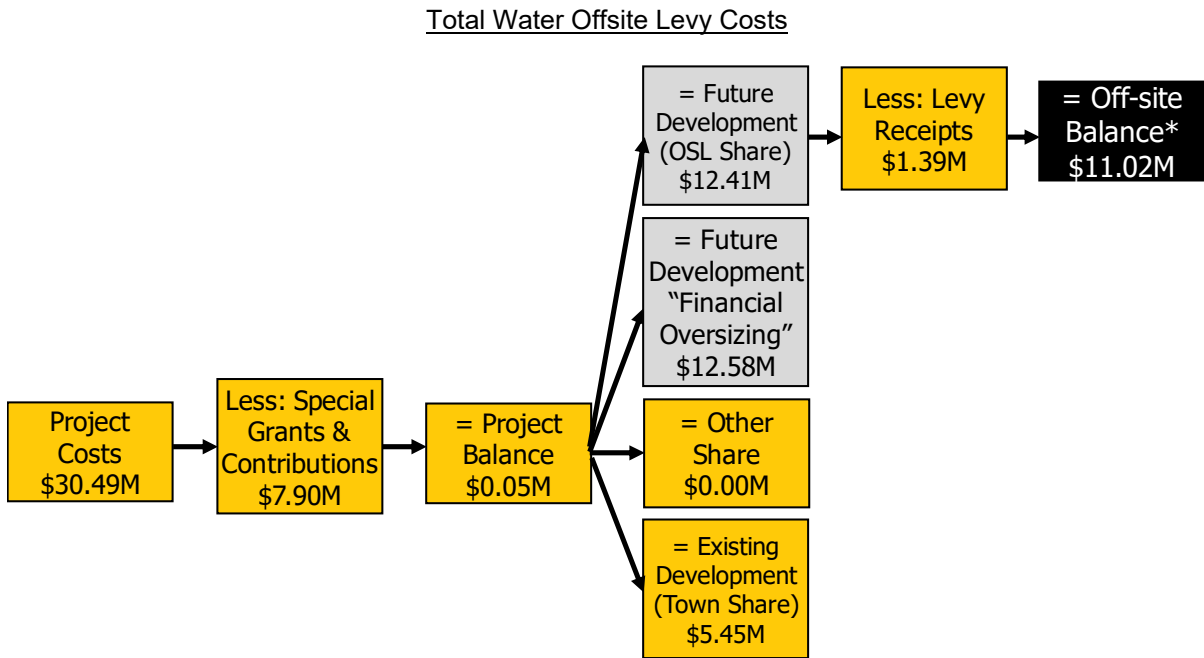 Total Water Offsite Levy Costs
= Future
Development
(OSL Share)
$12.41M
Less: Levy
Receipts
$1.39M
= Off-site
Balance*
$11.02M
= Future
Development
“Financial
Oversizing”
$12.58M
Project
Costs
$30.49M
Less: Special
Grants &
Contributions
$7.90M
= Project
Balance
$0.05M
= Other
Share
$0.00M
= Existing
Development
(Town Share)
$5.45M